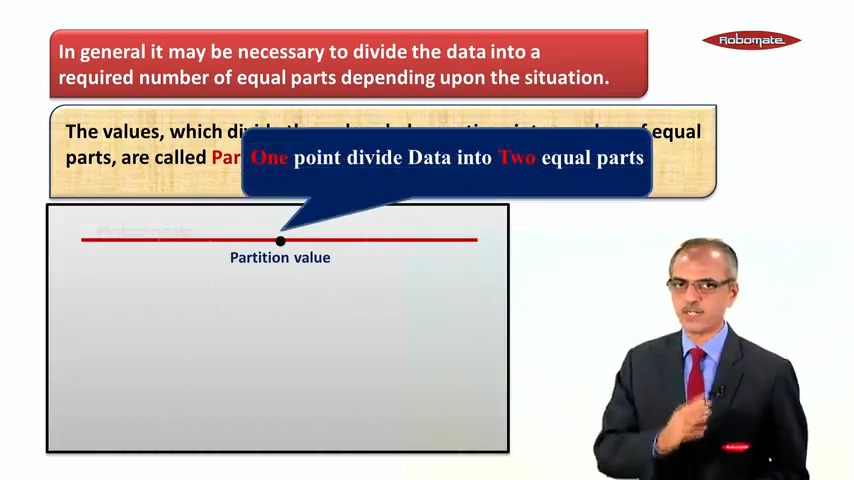 In general it may be necessary to divide the data into a
required number of equal parts depending upon the situation.
Robomate
The values, which equal
parts, are called
One point divide Data into Two equal parts
Partition value
Robomate